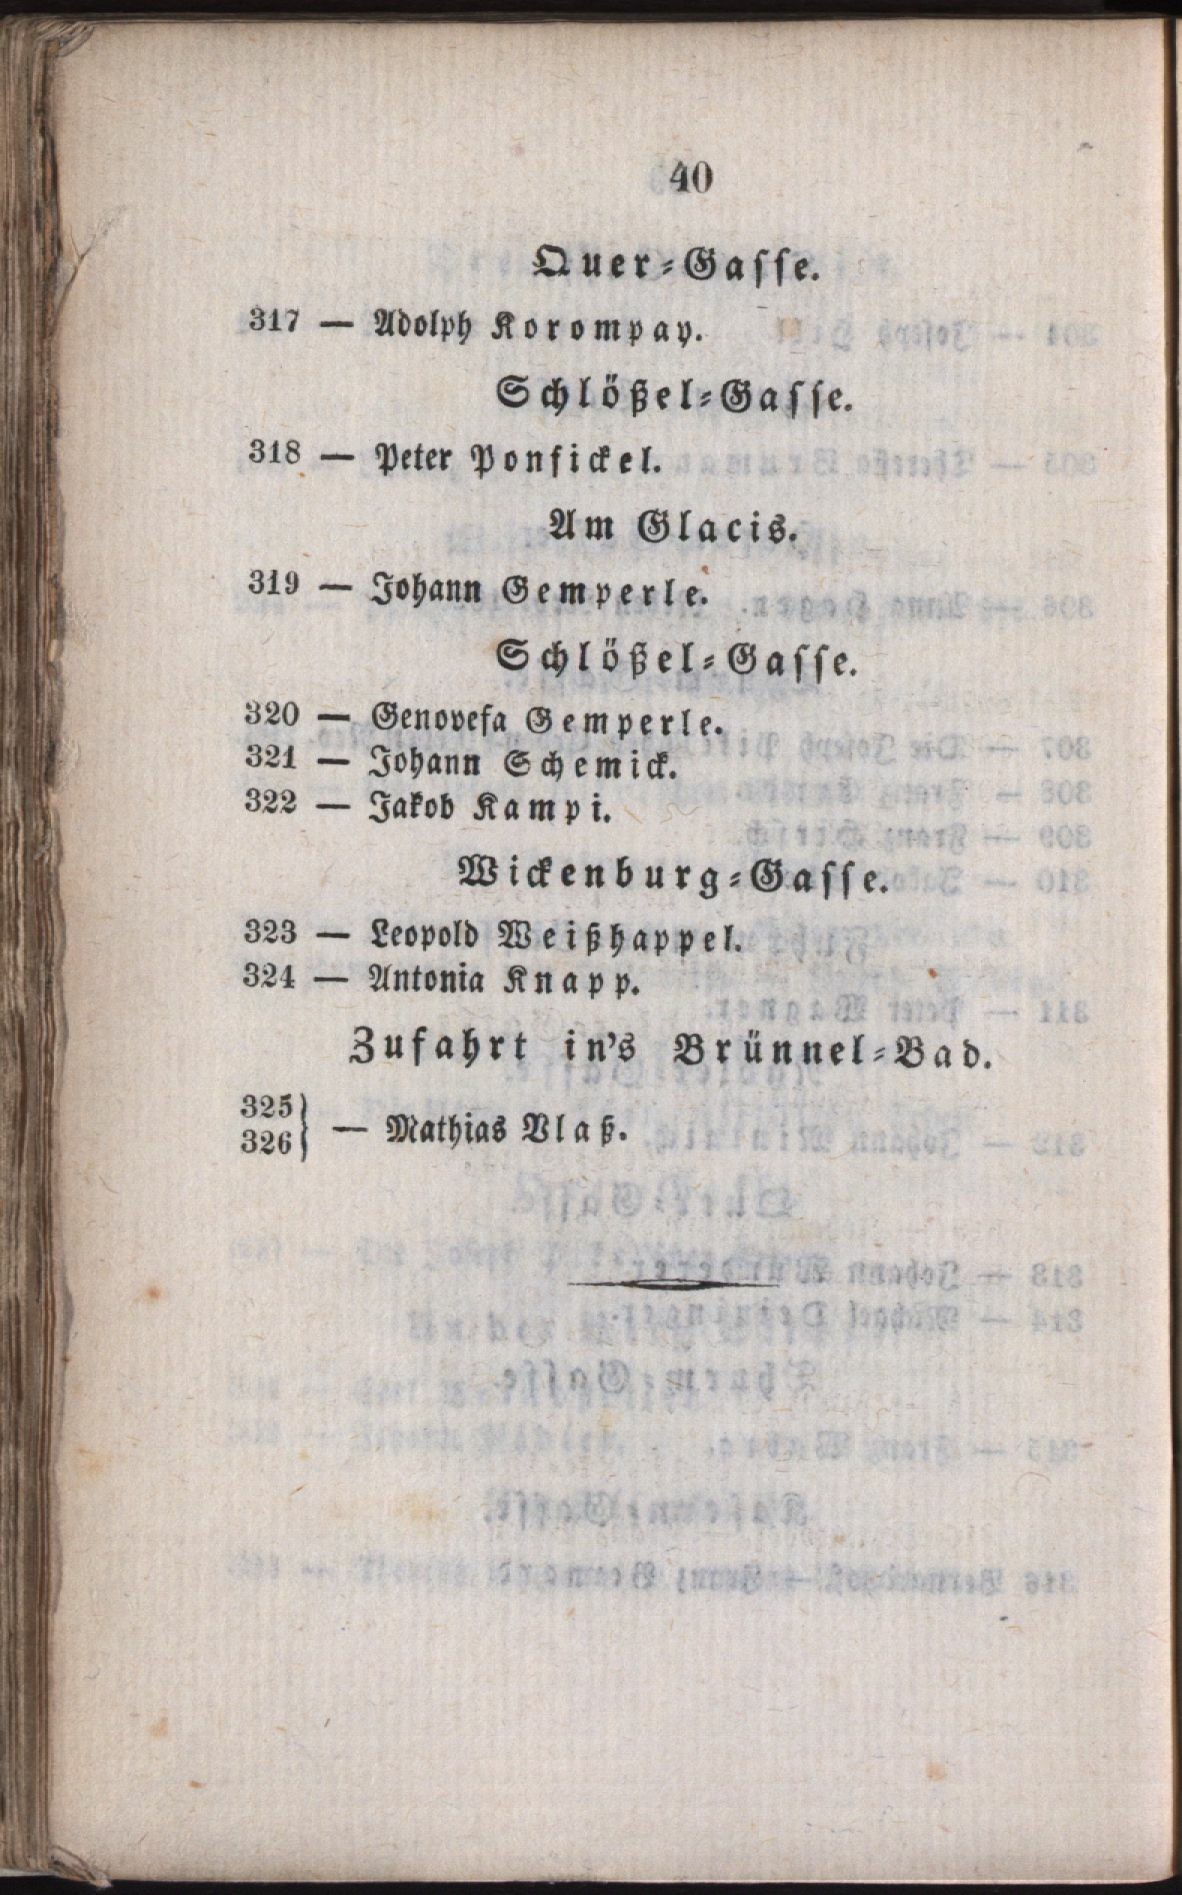 40
Quer-Gasse.
317 — Adolph Korompay.
Schlößel-Gasse.
318 — Peter Ponfickel.
Am Glacis.
319 — Johann Gemperle.
Schlößel-Gasse.
320 — Genovefa Gemperle.
321 — Johann Schemick.
322 — Jakob Kampi.
Wickenburg-Gasse.
323 — Leopold Weißhappel.
324 — Antonia Knapp.
Zufahrt in's Brünnel-Bad.
325
326} — Mathias Vlaß.